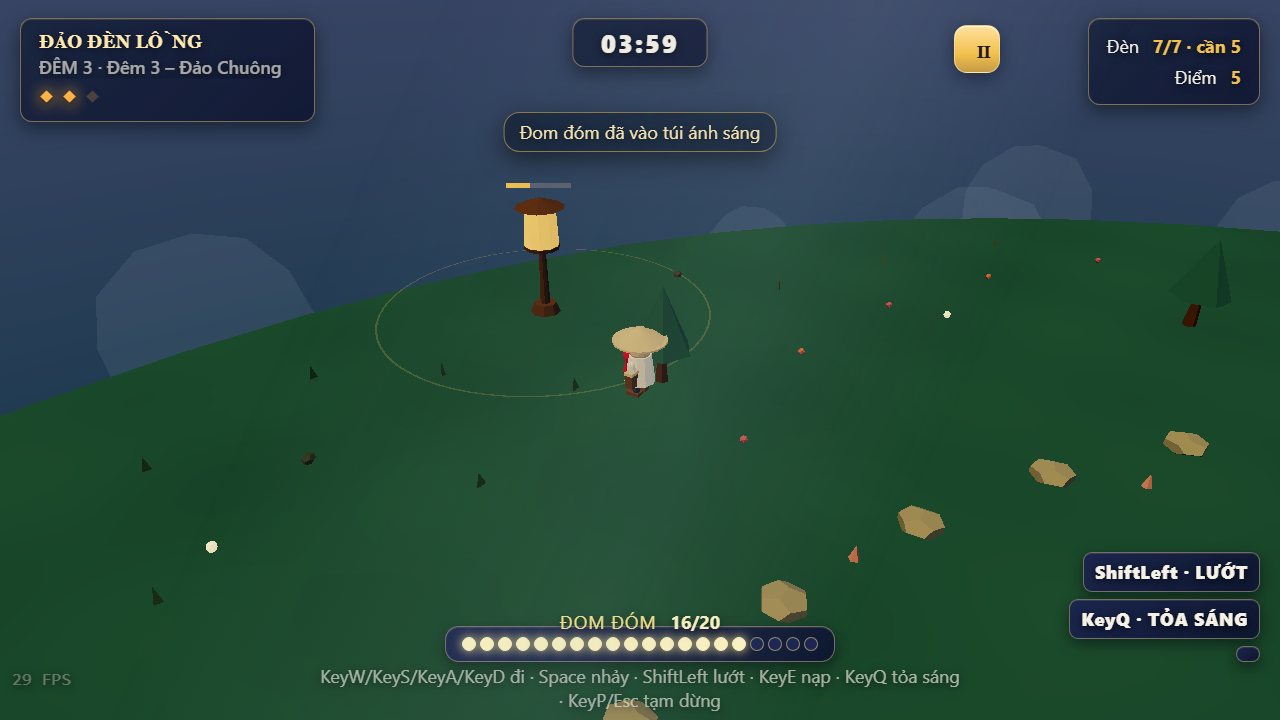 ĐẢO ĐÈN LỒNG
ĐÊM 3 · Đêm 3 – Đảo Chuông
03:59
II
Đèn 7/7 · cần 5
Điểm 5
Đom đóm đã vào túi ánh sáng
ShiftLeft · LƯỚT
KeyQ · TỎA SÁNG
ĐOM ĐÓM 16/20
KeyW/KeyS/KeyA/KeyD đi · Space nhảy · ShiftLeft lướt · KeyE nạp · KeyQ tỏa sáng
· KeyP/Esc tạm dừng
29 FPS